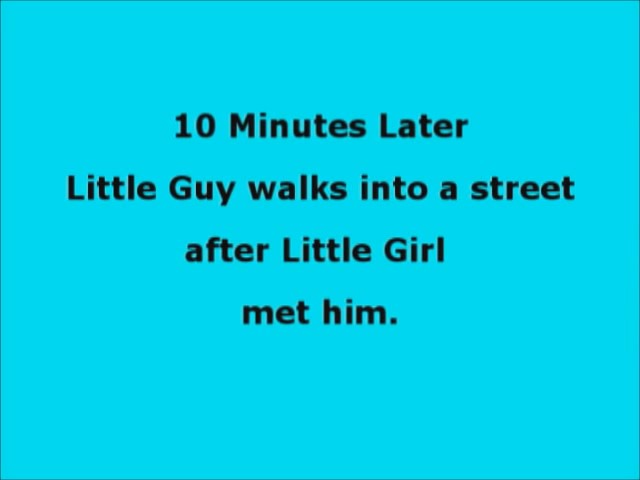 10 Minutes Later
Little Guy walks into a street
after Little Girl
met him.